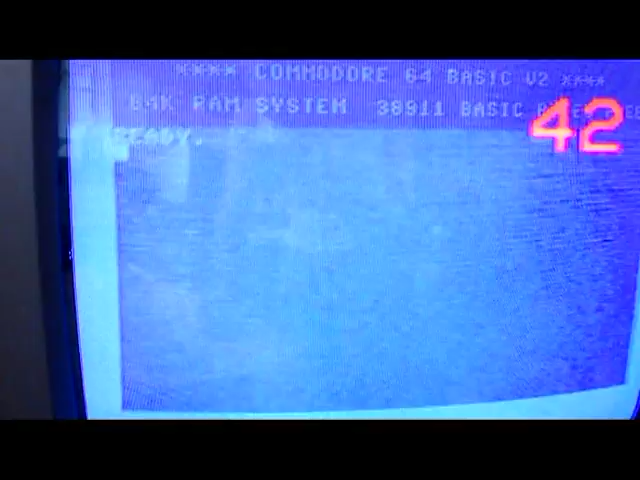 **** COMMODORE 64 BASIC V2 ****
64K RAM SYSTEM 38911 BASIC
42
READY.